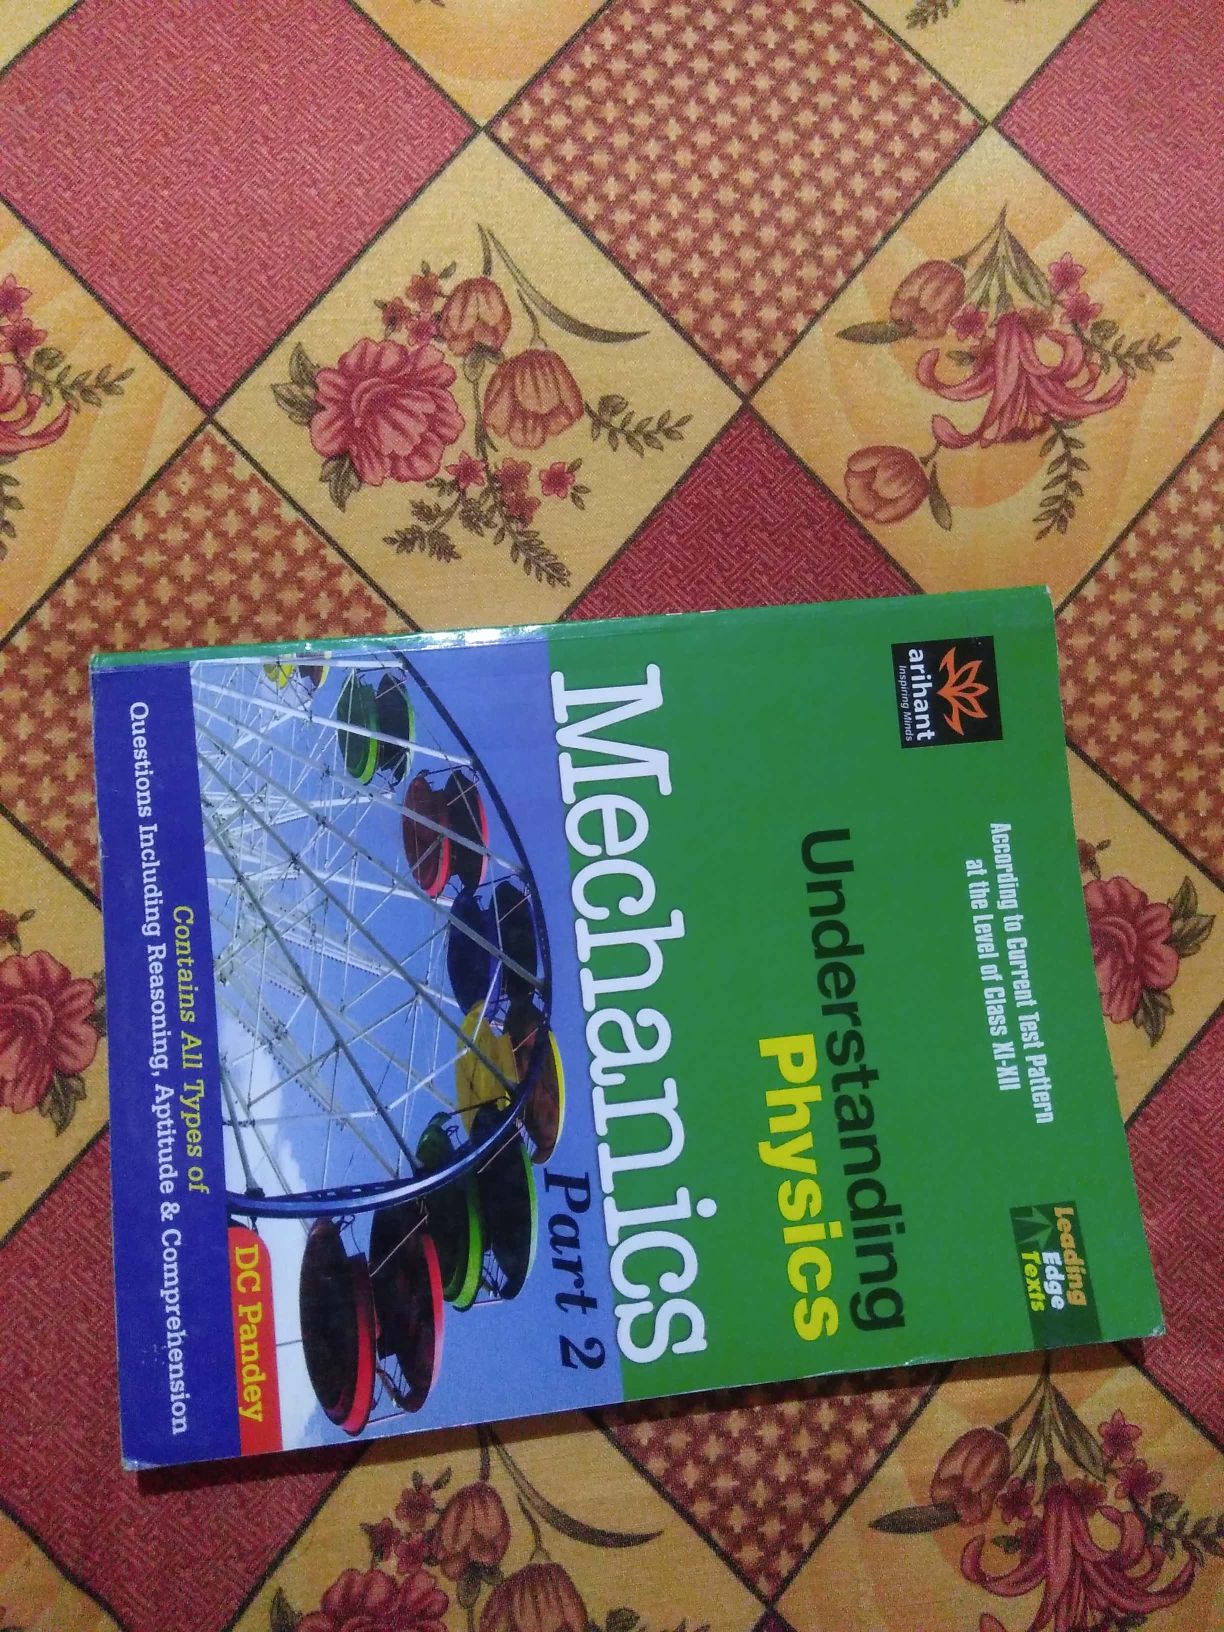 arihant
Inspiring Minds
According to Current Test Pattern
at the Level of Class XI-XII
Leading
Edge
Texts
Understanding
Physics
Mechanics
Part 2
DC Pandey
Contains All Types of
Questions Including Reasoning, Aptitude & Comprehension